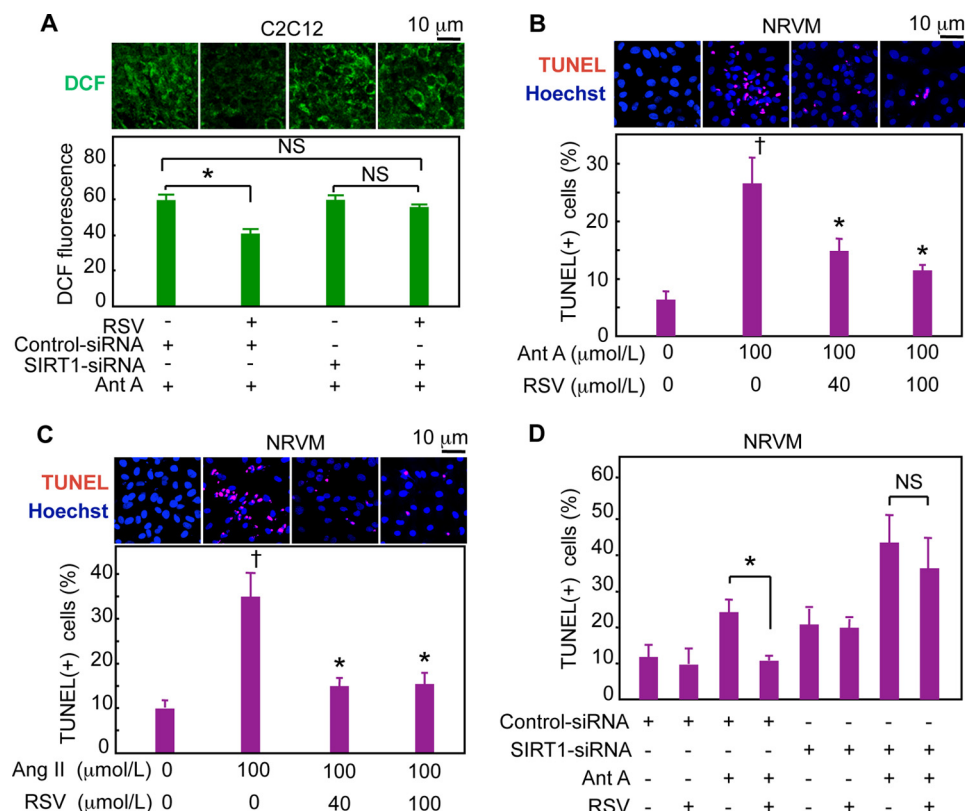 A
C2C12
10 μm
DCF
DCF fluorescence
80
60
40
60
0
NS
*
NS
RSV - + - +
Control-siRNA + + - -
SIRT1-siRNA - - + +
Ant A + + + +
B
NRVM
10 μm
TUNEL
Hoechst
TUNEL(+) cells (%)
30
20
10
0
†
*
*
Ant A (μmol/L) 0 100 100 100
RSV (μmol/L) 0 0 40 100
C
NRVM
10 μm
TUNEL
Hoechst
TUNEL(+) cells (%)
40
30
20
10
0
†
*
*
Ang II (μmol/L) 0 100 100 100
RSV (μmol/L) 0 0 40 100
D
NRVM
TUNEL(+) cells (%)
60
50
40
30
20
10
0
*
NS
Control-siRNA + + + + - - - -
SIRT1-siRNA - - - - + + + +
Ant A - - + + - - + +
RSV - + - + - + - +